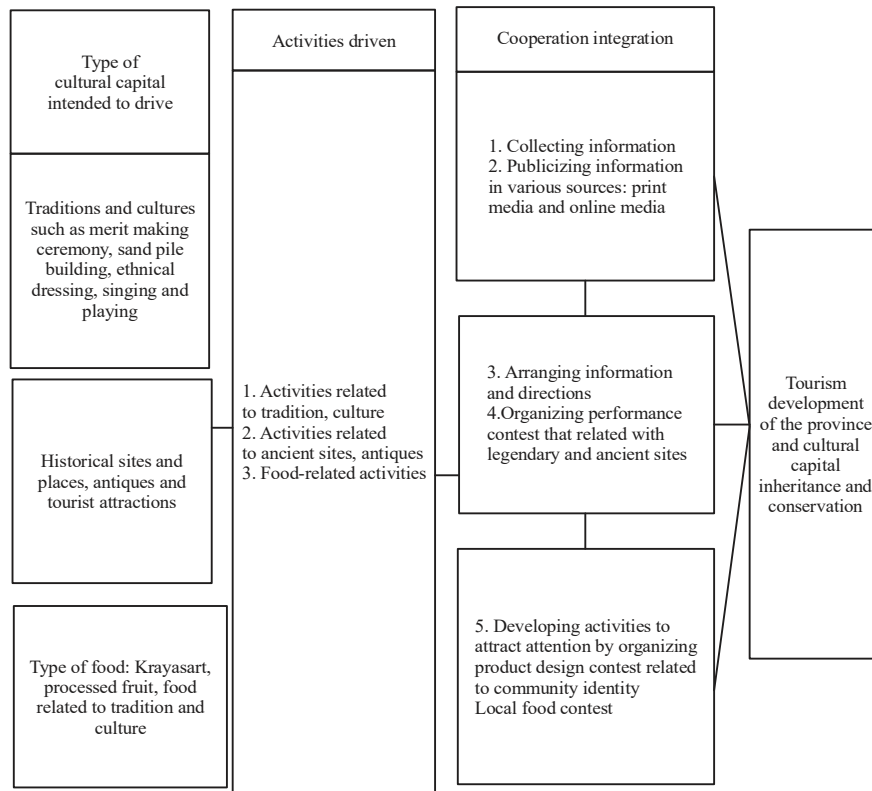 Type of
cultural capital
intended to drive
Traditions and cultures
such as merit making
ceremony, sand pile
building, ethnical
dressing, singing and
playing
Historical sites and
places, antiques and
tourist attractions
Type of food: Krayasart,
processed fruit, food
related to tradition and
culture
Activities driven
1. Activities related
to tradition, culture
2. Activities related
to ancient sites, antiques
3. Food-related activities
Cooperation integration
1. Collecting information
2. Publicizing information
in various sources: print
media and online media
3. Arranging information
and directions
4.Organizing performance
contest that related with
legendary and ancient sites
5. Developing activities to
attract attention by organizing
product design contest related
to community identity
Local food contest
Tourism
development
of the province
and cultural
capital
inheritance and
conservation